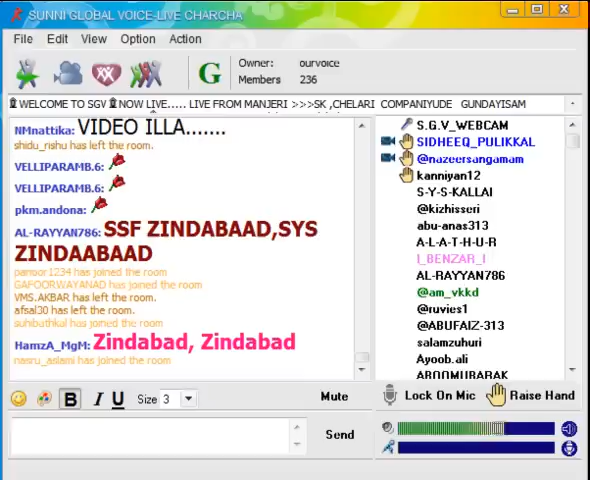 SUNNI GLOBAL VOICE-LIVE CHARCHA
File Edit View Option Action
G
Owner: ourvoice
Members 236
WELCOME TO SGV NOW LIVE..... LIVE FROM MANJERI >>>SK ,CHELARI COMPANIYUDE GUNDAYISAM
NMnattika: VIDEO ILLA.......
shidu_rishu has left the room.
VELLIPARAMB.6:
VELLIPARAMB.6:
pkm.andona:
AL-RAYYAN786: SSF ZINDABAAD,SYS
ZINDAABAAD
parroor1234 has joined the room
GAFOORWAYANAD has joined the room
VMS.AKBAR has left the room.
afsal30 has left the room.
suhibathkal has joined the room
HamzA_MgM: Zindabad, Zindabad
nasru_aslami has joined the room
S.G.V_WEBCAM
SIDHEEQ_PULIKKAL
@nazeersangamam
kanniyan12
S-Y-S-KALLAI
@kizhisseri
abu-anas313
A-L-A-T-H-U-R
I_BENZAR_I
AL-RAYYAN786
@am_vkkd
@ruvies1
@ABUFAIZ-313
salamzuhuri
Ayoob.ali
AROOMUBARAK
B I U Size 3 Mute
Lock On Mic Raise Hand
Send